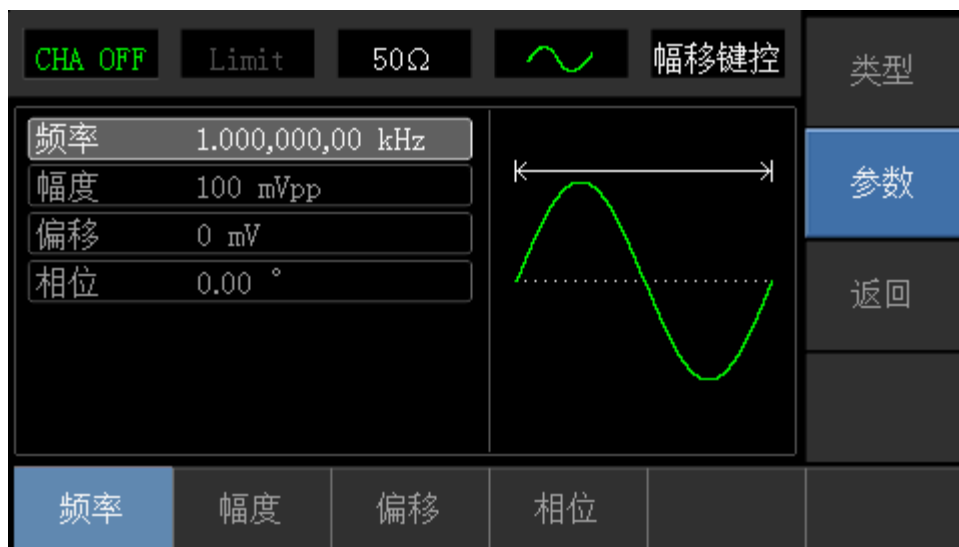 CHA OFF Limit 50Ω 幅移键控
类型
频率 1.000,000,00 kHz
幅度 100 mVpp
参数
偏移 0 mV
相位 0.00 °
返回
频率 幅度 偏移 相位